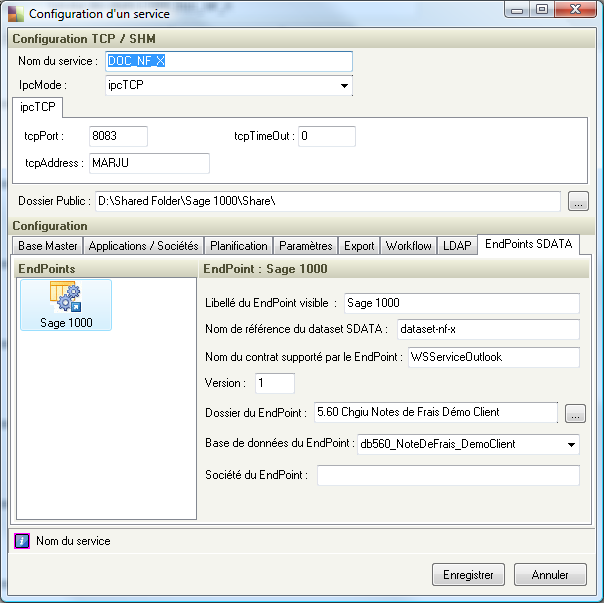 Configuration d'un service
Configuration TCP / SHM
Nom du service : DOC_NF_X
IpcMode : ipcTCP
ipcTCP
tcpPort : 8083 tcpTimeOut : 0
tcpAddress : MARJU
Dossier Public : D:\Shared Folder\Sage 1000\Share\ ...
Configuration
Base Master Applications / Sociétés Planification Paramètres Export Workflow LDAP EndPoints SDATA
EndPoints EndPoint : Sage 1000
Sage 1000
Libellé du EndPoint visible : Sage 1000
Nom de référence du dataset SDATA : dataset-nf-x
Nom du contrat supporté par le EndPoint : WSServiceOutlook
Version : 1
Dossier du EndPoint : 5.60 Chgiu Notes de Frais Démo Client ...
Base de données du EndPoint : db560_NoteDeFrais_DemoClient
Société du EndPoint :
Nom du service
Enregistrer Annuler